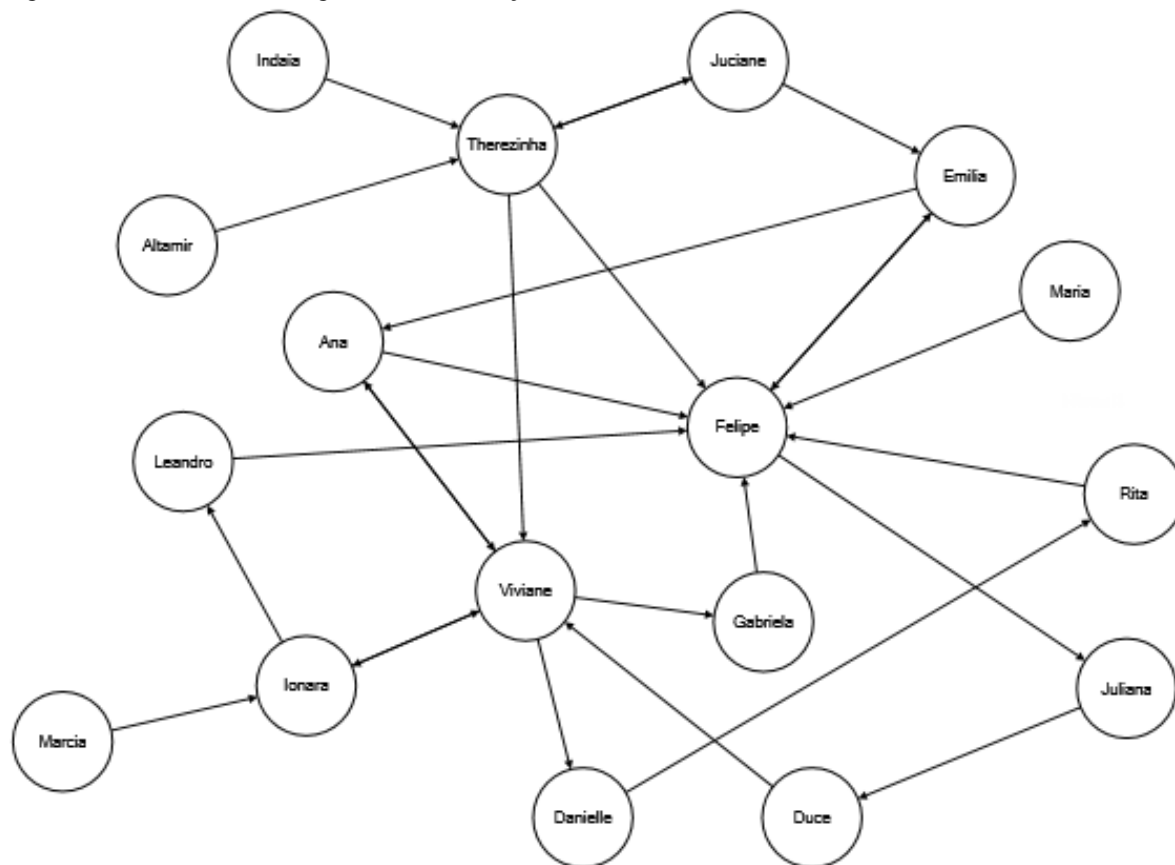 Indaia
Juciane
Therezinha
Emilia
Altamir
Maria
Ana
Felipe
Leandro
Rita
Viviane
Gabriela
Ionara
Juliana
Marcia
Danielle
Duce